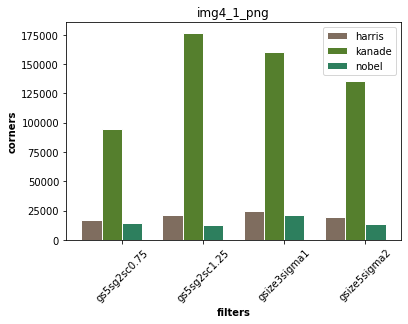 img4_1_png
harris
kanade
nobel
175000
150000
125000
100000
75000
50000
25000
0
corners
gs5sg2sc0.75
gs5sg2sc1.25
gsize3sigma1
gsize5sigma2
filters